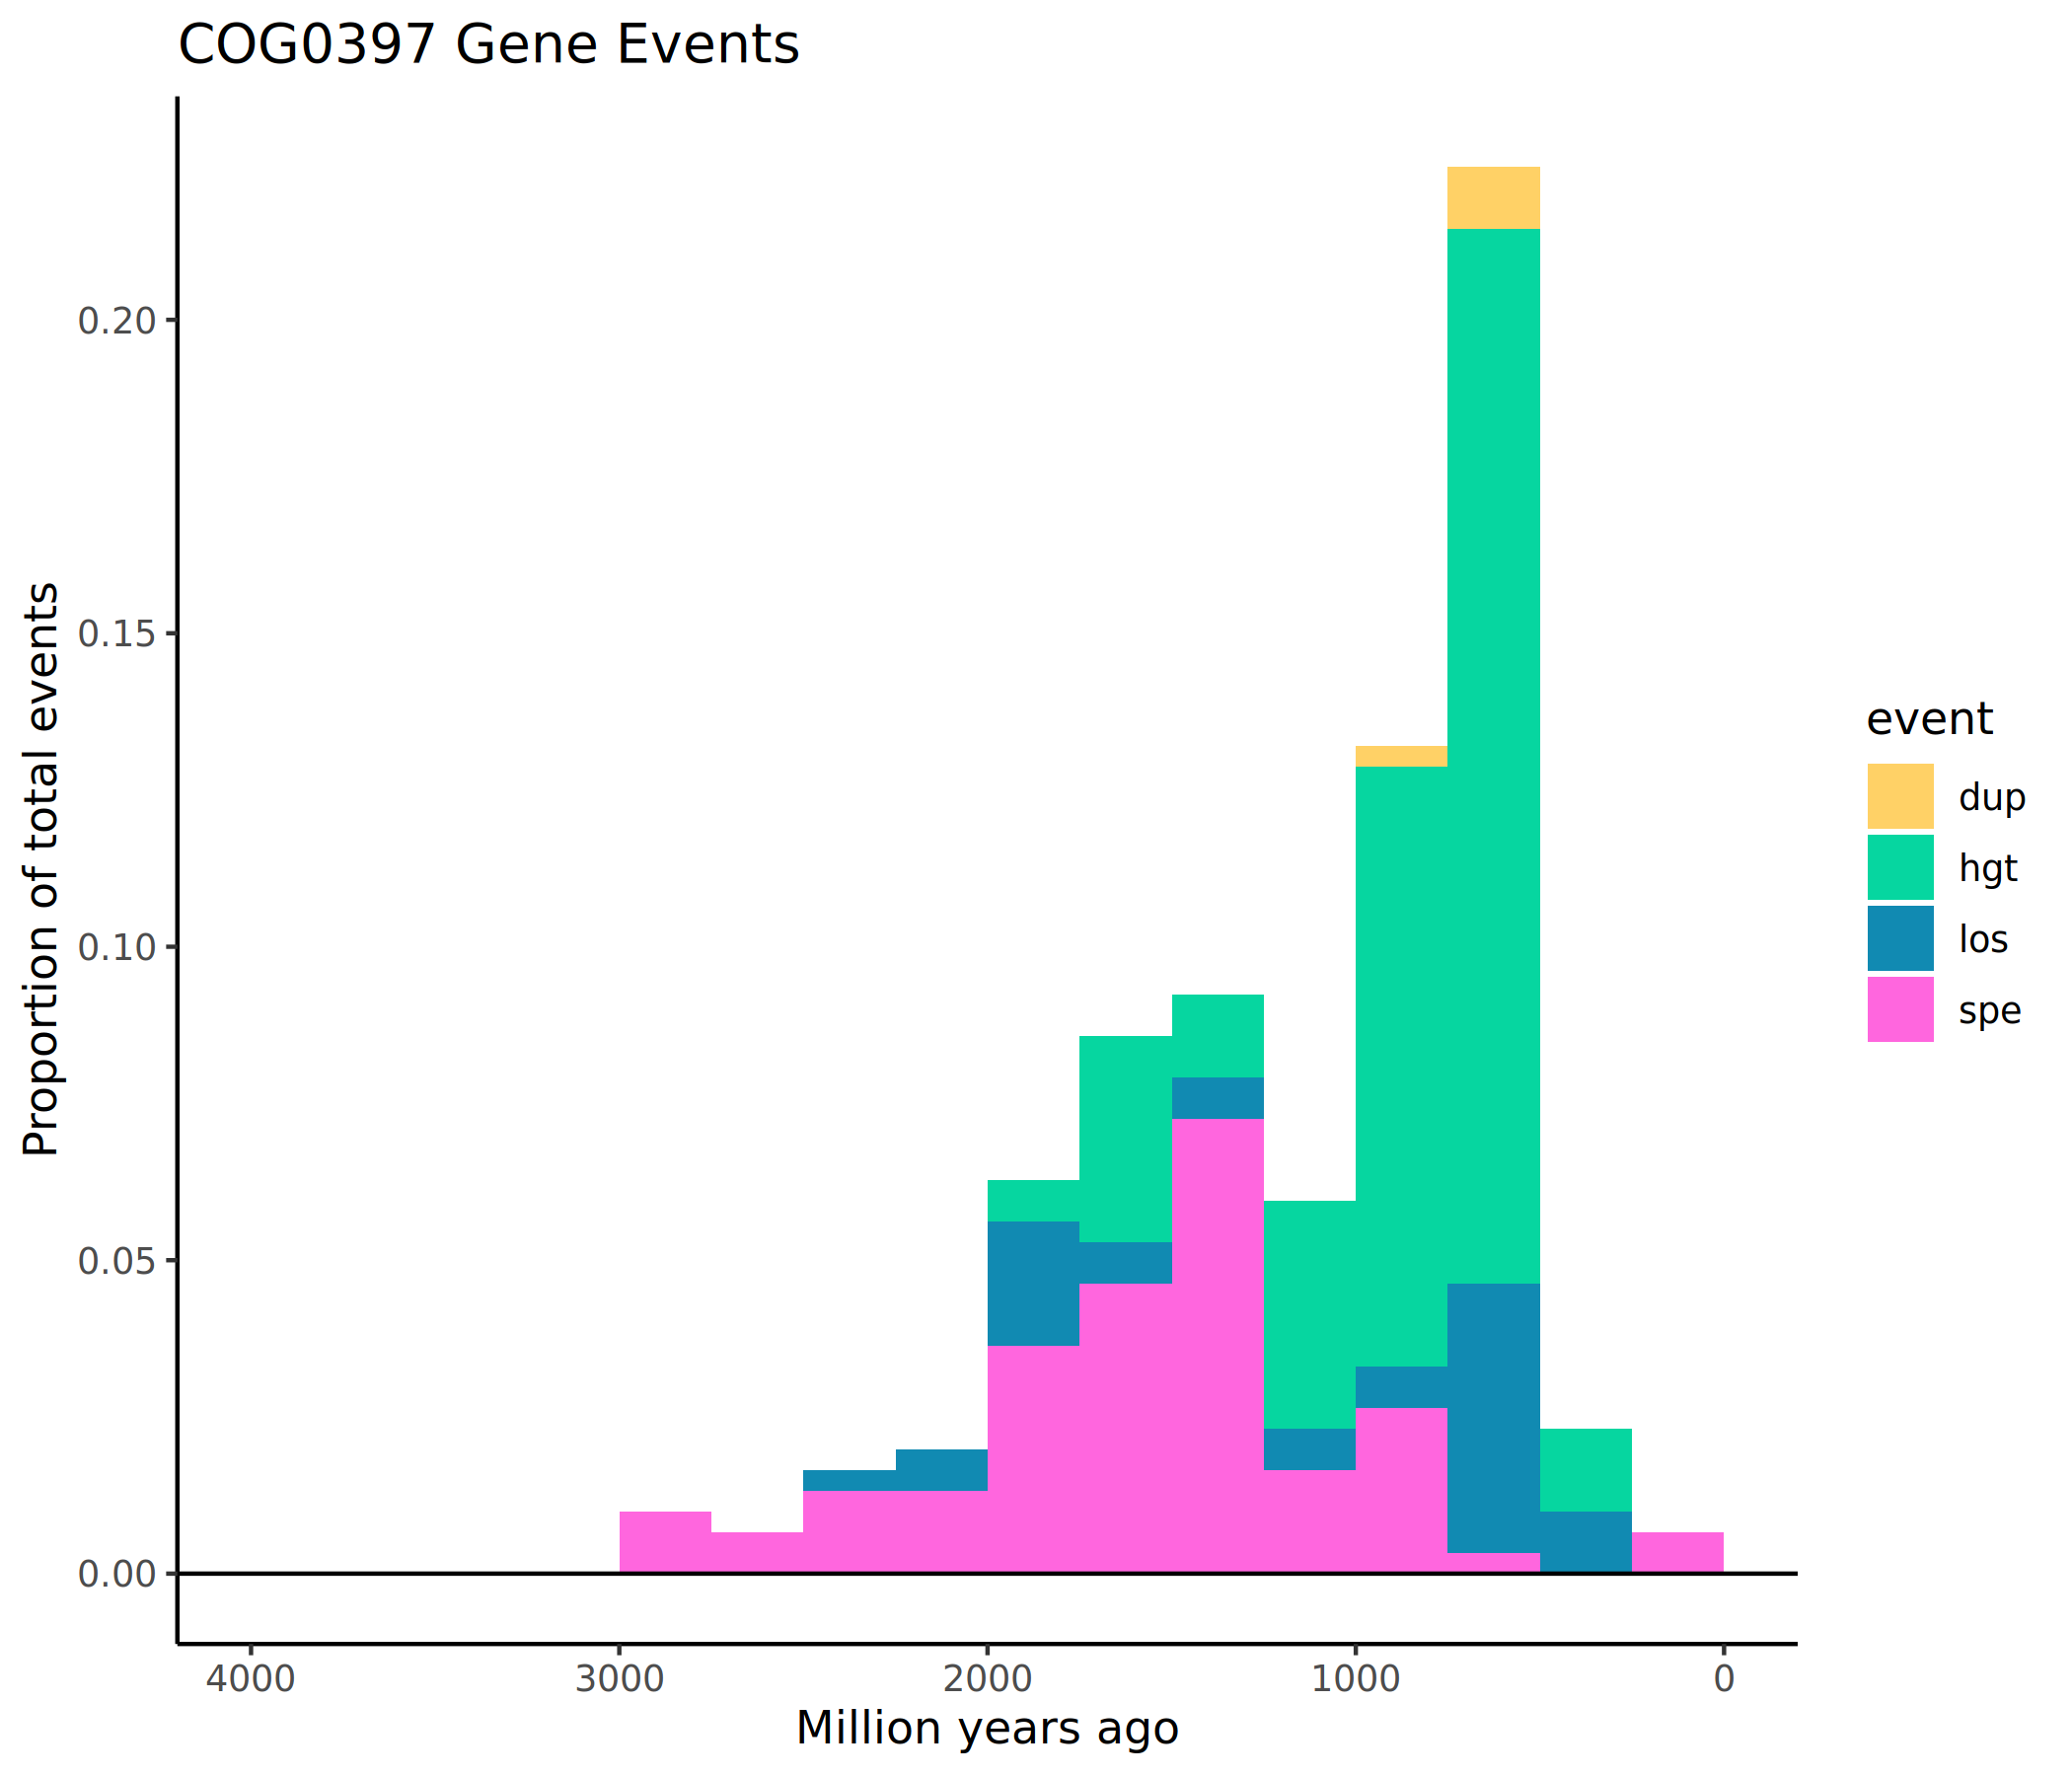 COG0397 Gene Events
Proportion of total events
0.20
0.15
0.10
0.05
0.00
4000 3000 2000 1000 0
Million years ago
event
dup
hgt
los
spe